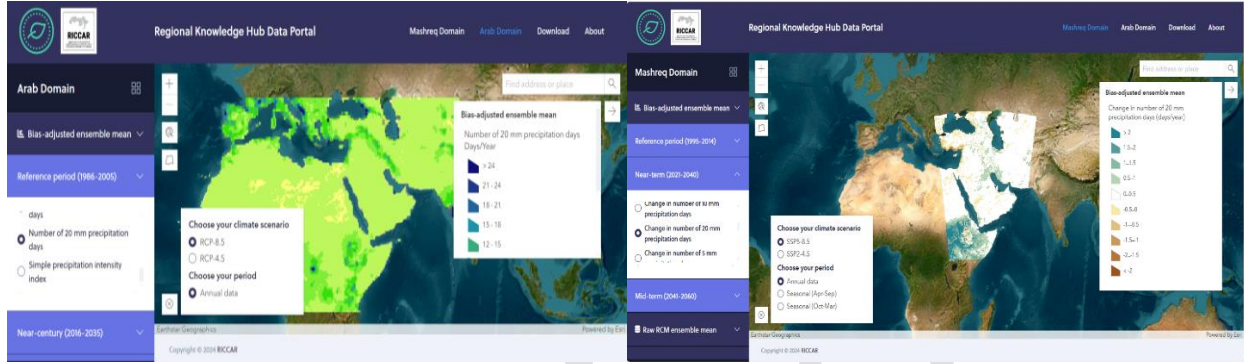 RICCAR
Regional Knowledge Hub Data Portal
Mashreq Domain
Arab Domain
Download
About
Arab Domain
Bias-adjusted ensemble mean
Reference period (1986-2005)
days
Number of 20 mm precipitation
days
Simple precipitation intensity
index
Near-century (2016-2035)
Find address or place
Bias-adjusted ensemble mean
Number of 20 mm precipitation days
Days/Year
> 24
21 - 24
18 - 21
15 - 18
12 - 15
Choose your climate scenario
RCP-8.5
RCP-4.5
Choose your period
Annual data
Earthstar Geographics
Powered by Esri
Copyright © 2024 RICCAR
RICCAR
Regional Knowledge Hub Data Portal
Mashreq Domain
Arab Domain
Download
About
Mashreq Domain
Bias-adjusted ensemble mean
Reference period (1995-2014)
Near-term (2021-2040)
Change in number of 10 mm
precipitation days
Change in number of 20 mm
precipitation days
Change in number of 5 mm
Mid-term (2041-2060)
Raw RCM ensemble mean
Find address or place
Bias-adjusted ensemble mean
Change in number of 20 mm
precipitation days (days/year)
> 2
1.5–2
1–1.5
0.5–1
0–0.5
-0.5–0
-1–-0.5
-1.5–-1
-2–-1.5
< -2
Choose your climate scenario
SSP5-8.5
SSP2-4.5
Choose your period
Annual data
Seasonal (Apr-Sep)
Seasonal (Oct-Mar)
Earthstar Geographics
Powered by Esri
Copyright © 2024 RICCAR